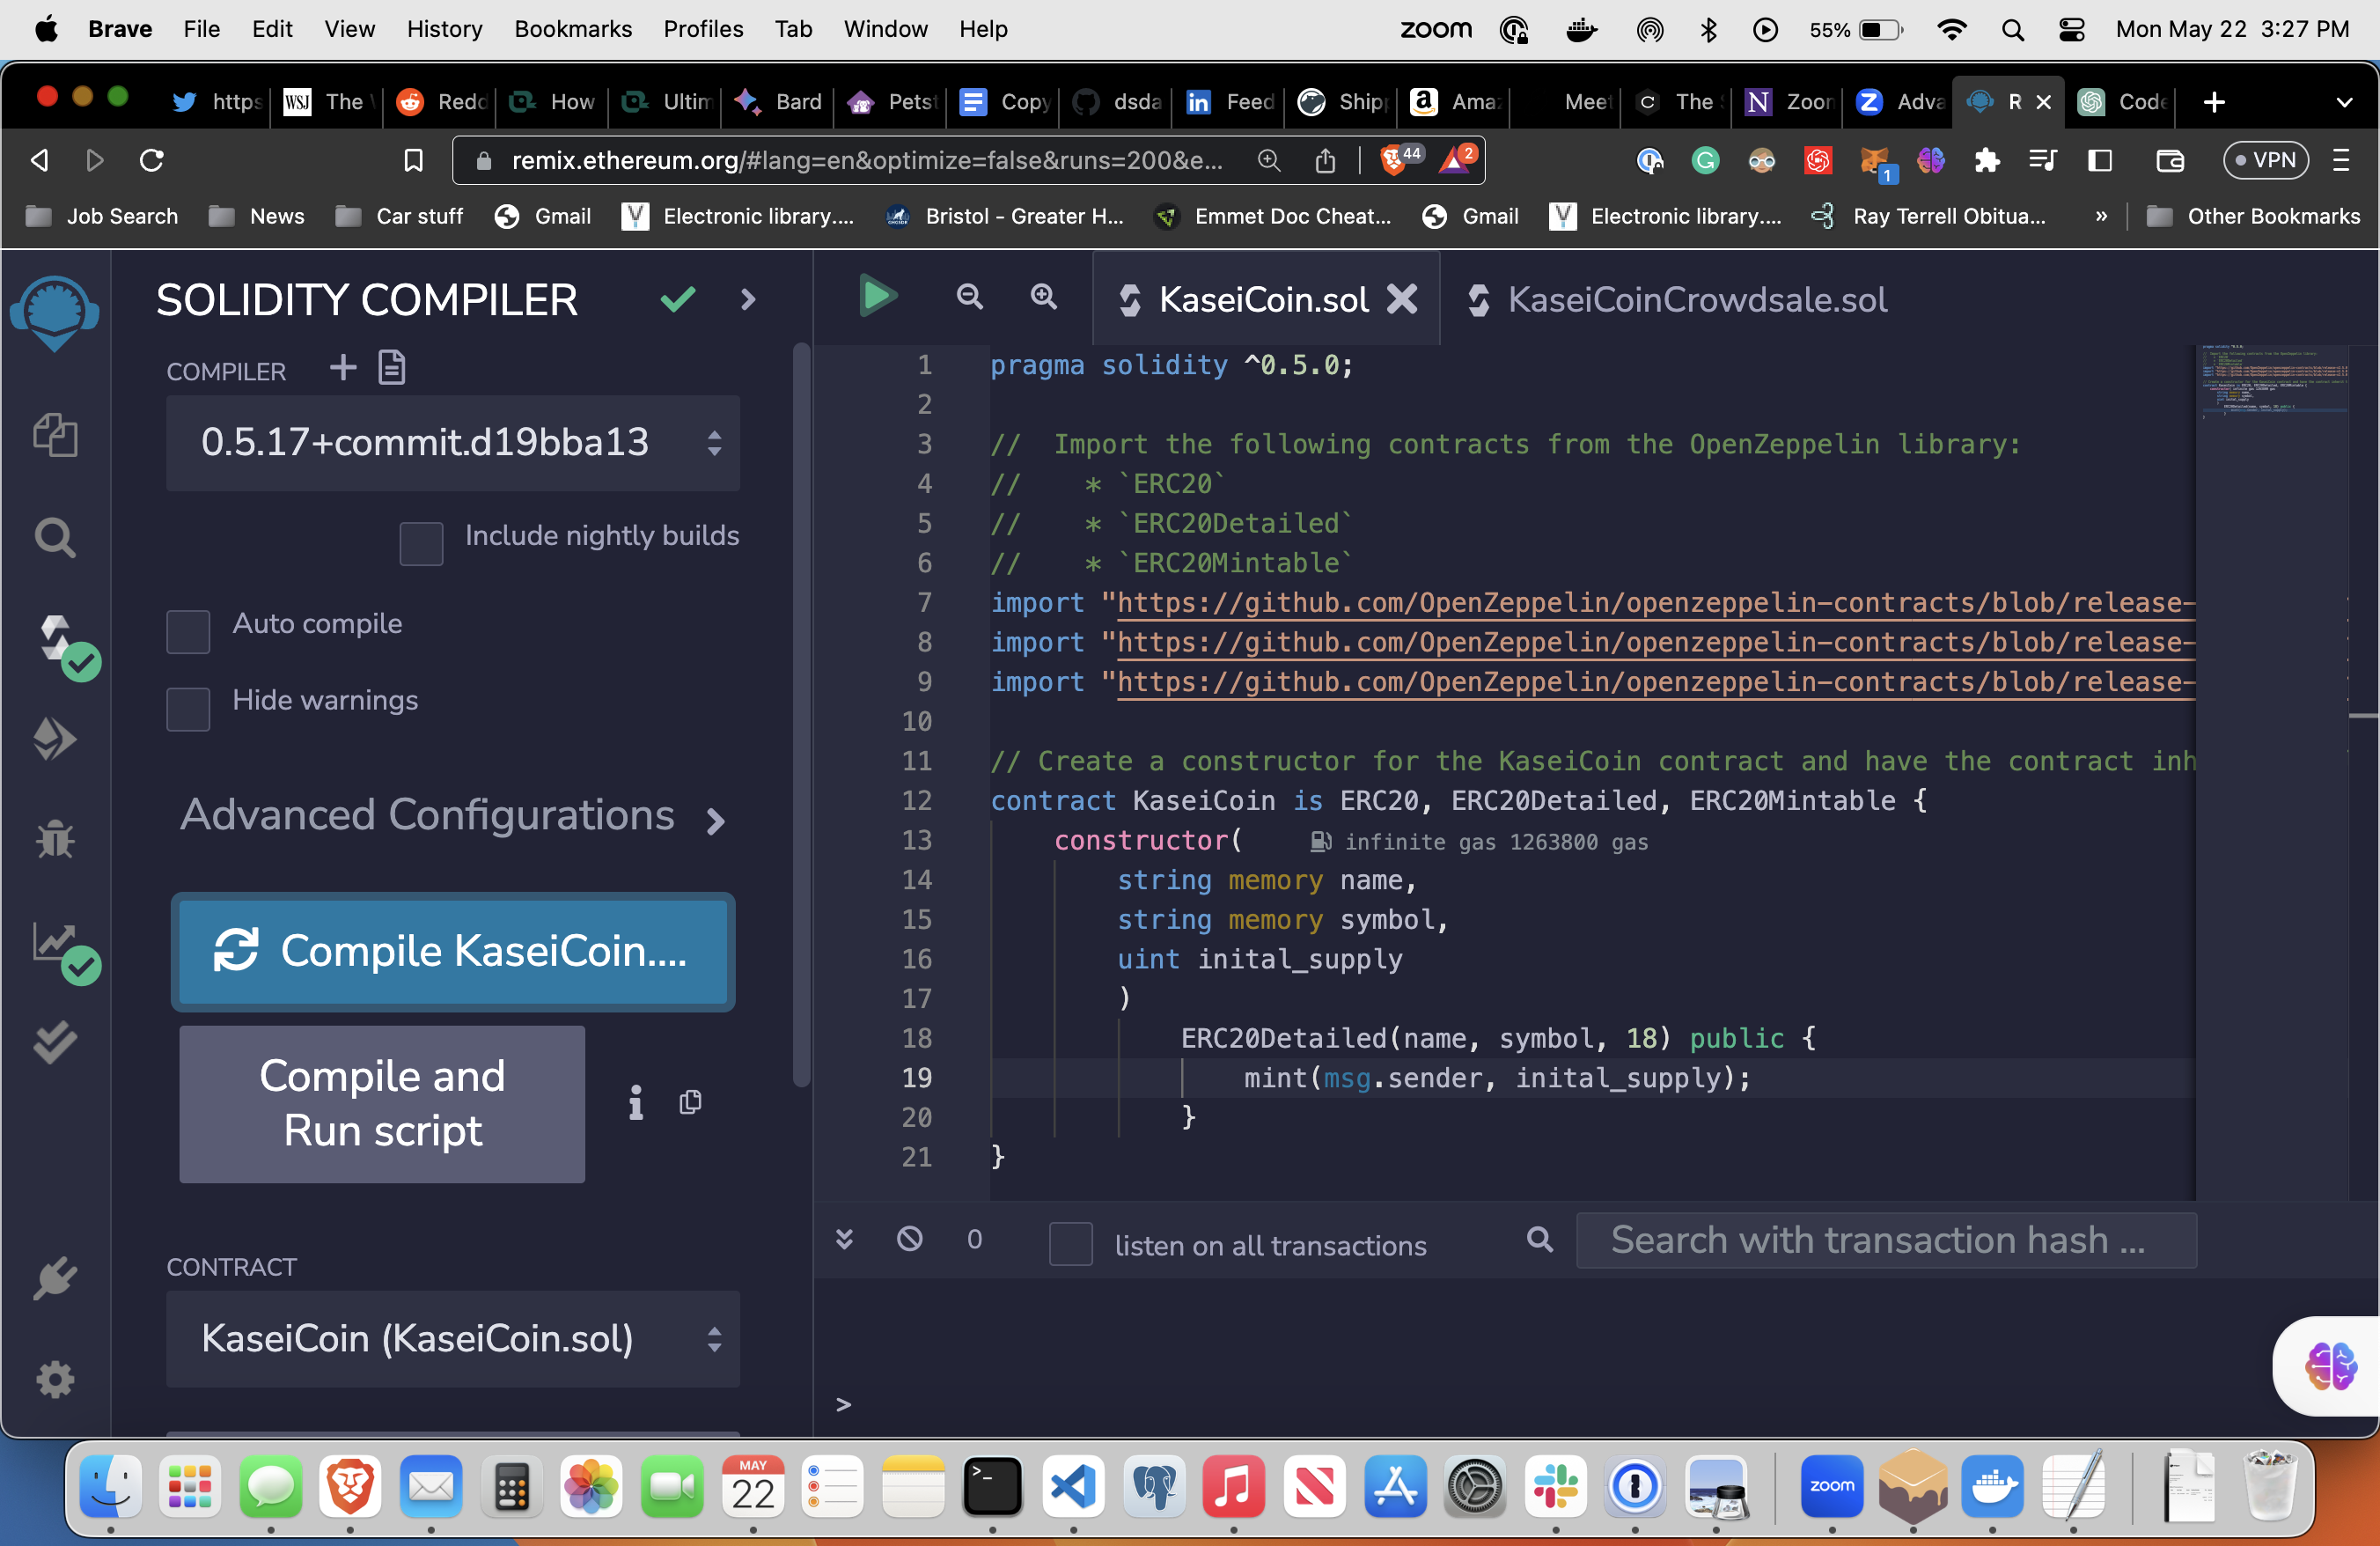 Brave File Edit View History Bookmarks Profiles Tab Window Help zoom 55% Mon May 22 3:27 PM
https WSJ The Redd How Ultim Bard Petst Copy dsda in Feed Ship a Amaz Meet The N Zoon Z Adva R Code
remix.ethereum.org/#lang=en&optimize=false&runs=200&e... 44 2 1 VPN
Job Search News Car stuff Gmail Electronic library.... Bristol - Greater H... Emmet Doc Cheat... Gmail Electronic library.... Ray Terrell Obitua... » Other Bookmarks
SOLIDITY COMPILER
COMPILER
0.5.17+commit.d19bba13
Include nightly builds
Auto compile
Hide warnings
Advanced Configurations
Compile KaseiCoin....
Compile and
Run script
CONTRACT
KaseiCoin (KaseiCoin.sol)
KaseiCoin.sol KaseiCoinCrowdsale.sol
1 pragma solidity ^0.5.0;
2
3 //  Import the following contracts from the OpenZeppelin library:
4 //    * `ERC20`
5 //    * `ERC20Detailed`
6 //    * `ERC20Mintable`
7 import "https://github.com/OpenZeppelin/openzeppelin-contracts/blob/release-
8 import "https://github.com/OpenZeppelin/openzeppelin-contracts/blob/release-
9 import "https://github.com/OpenZeppelin/openzeppelin-contracts/blob/release-
10
11 // Create a constructor for the KaseiCoin contract and have the contract inh
12 contract KaseiCoin is ERC20, ERC20Detailed, ERC20Mintable {
13     constructor( infinite gas 1263800 gas
14         string memory name,
15         string memory symbol,
16         uint inital_supply
17         )
18             ERC20Detailed(name, symbol, 18) public {
19                 mint(msg.sender, inital_supply);
20             }
21 }
0 listen on all transactions Search with transaction hash ...
>
MAY
22
zoom